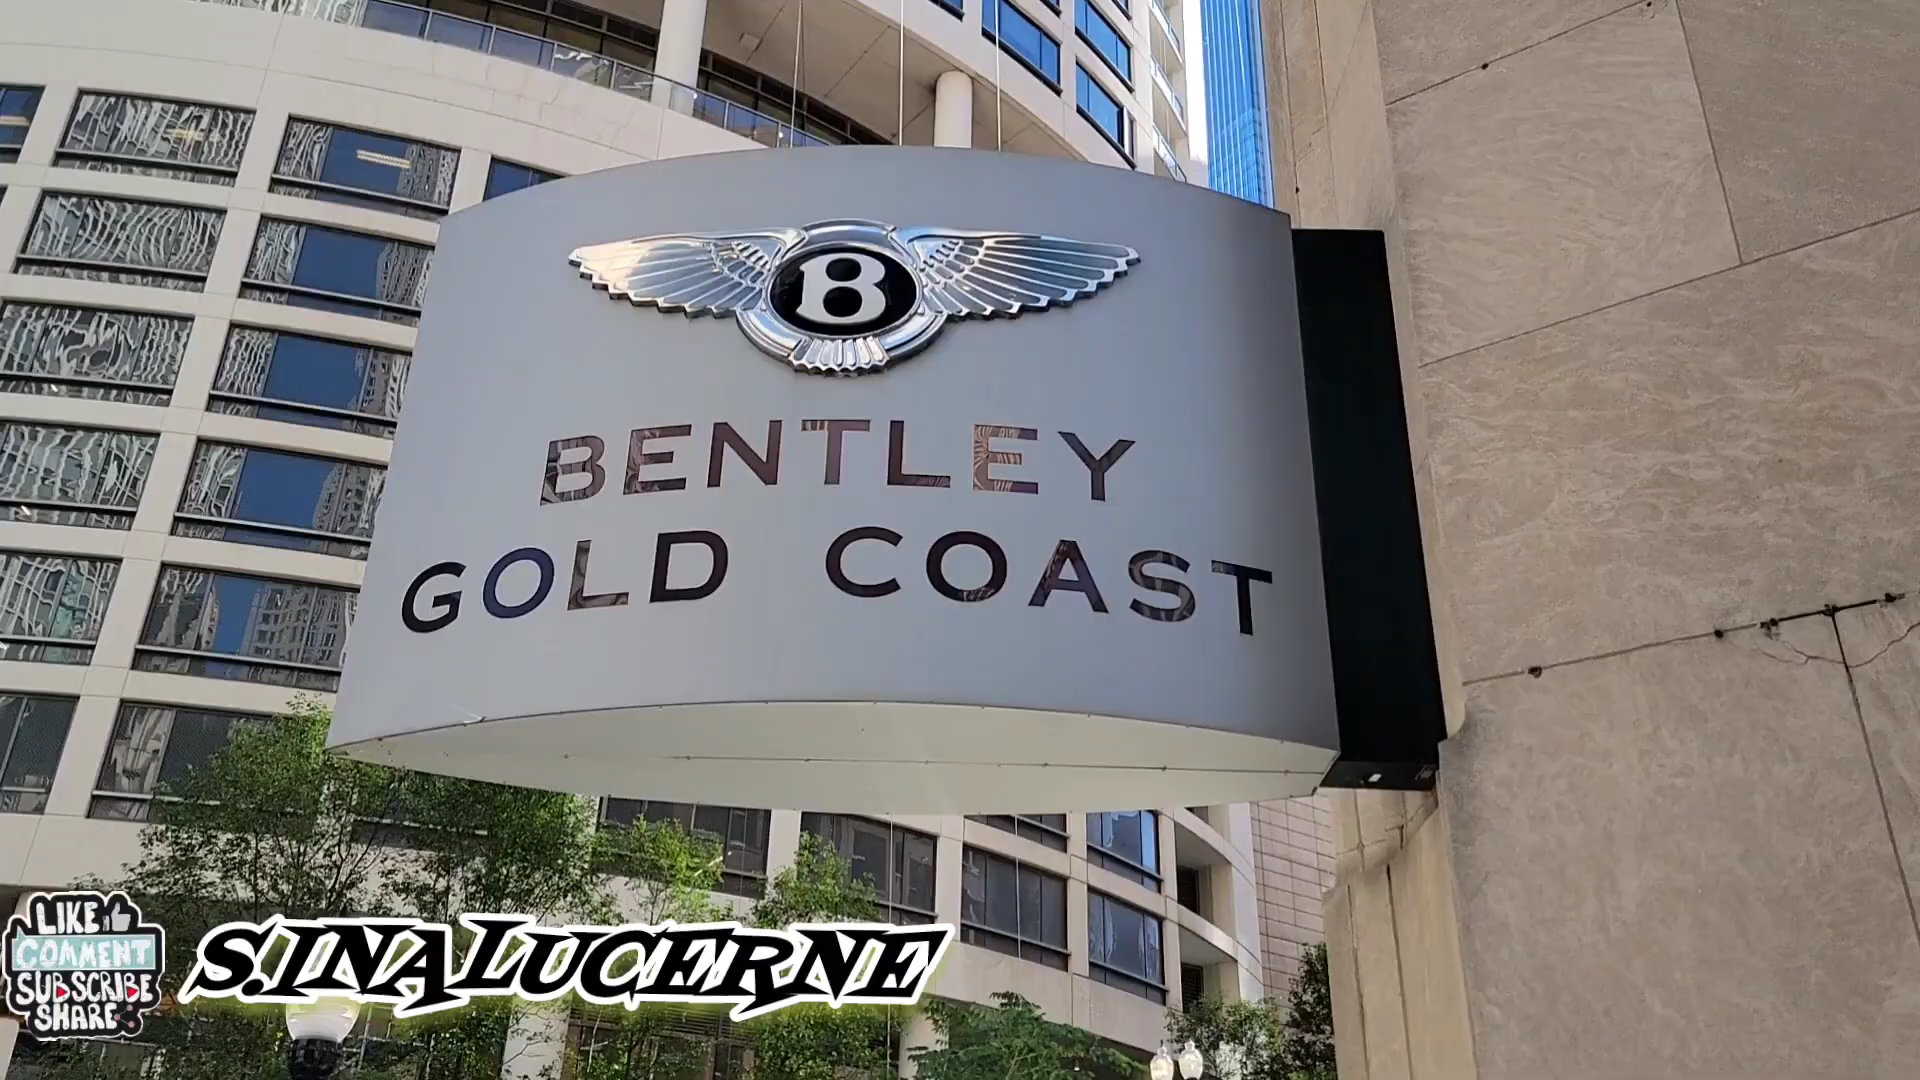 B
BENTLEY
GOLD COAST
LIKE
COMMENT
SUBSCRIBE
SHARE
S.INALUCERNE